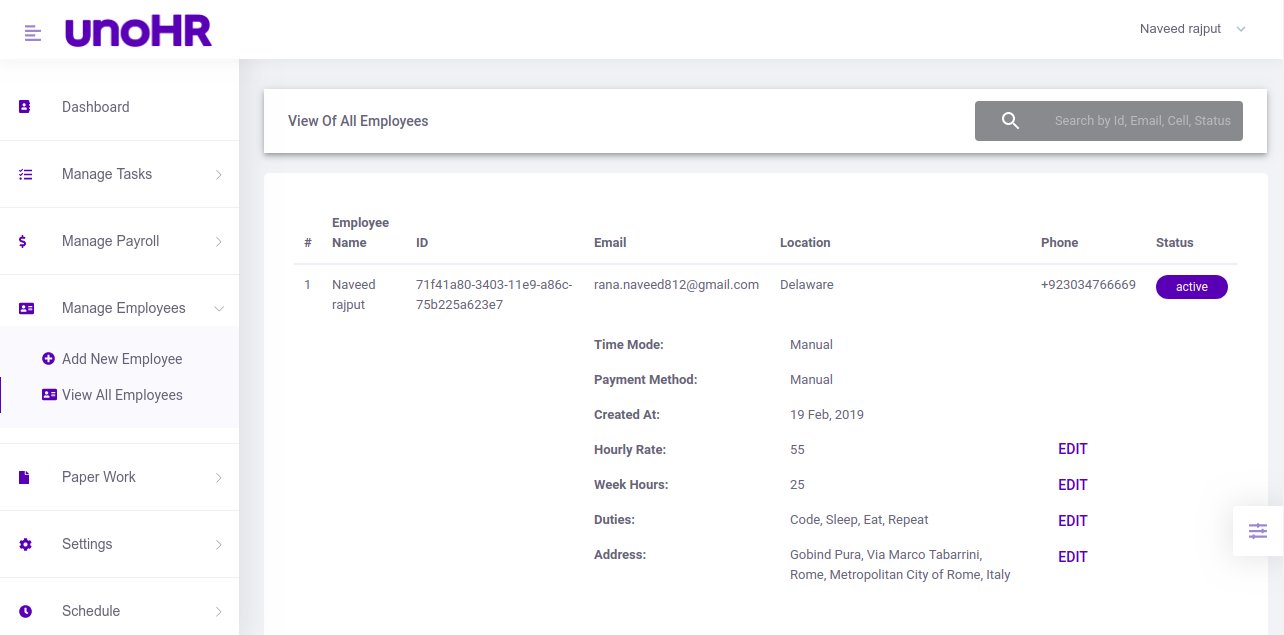 unoHR
Naveed rajput
Dashboard
Manage Tasks
Manage Payroll
Manage Employees
Add New Employee
View All Employees
Paper Work
Settings
Schedule
View Of All Employees
Search by Id, Email, Cell, Status
# Employee Name ID Email Location Phone Status
1 Naveed 71f41a80-3403-11e9-a86c- rana.naveed812@gmail.com Delaware +923034766669 active
rajput 75b225a623e7
Time Mode: Manual
Payment Method: Manual
Created At: 19 Feb, 2019
Hourly Rate: 55 EDIT
Week Hours: 25 EDIT
Duties: Code, Sleep, Eat, Repeat EDIT
Address: Gobind Pura, Via Marco Tabarrini, EDIT
Rome, Metropolitan City of Rome, Italy